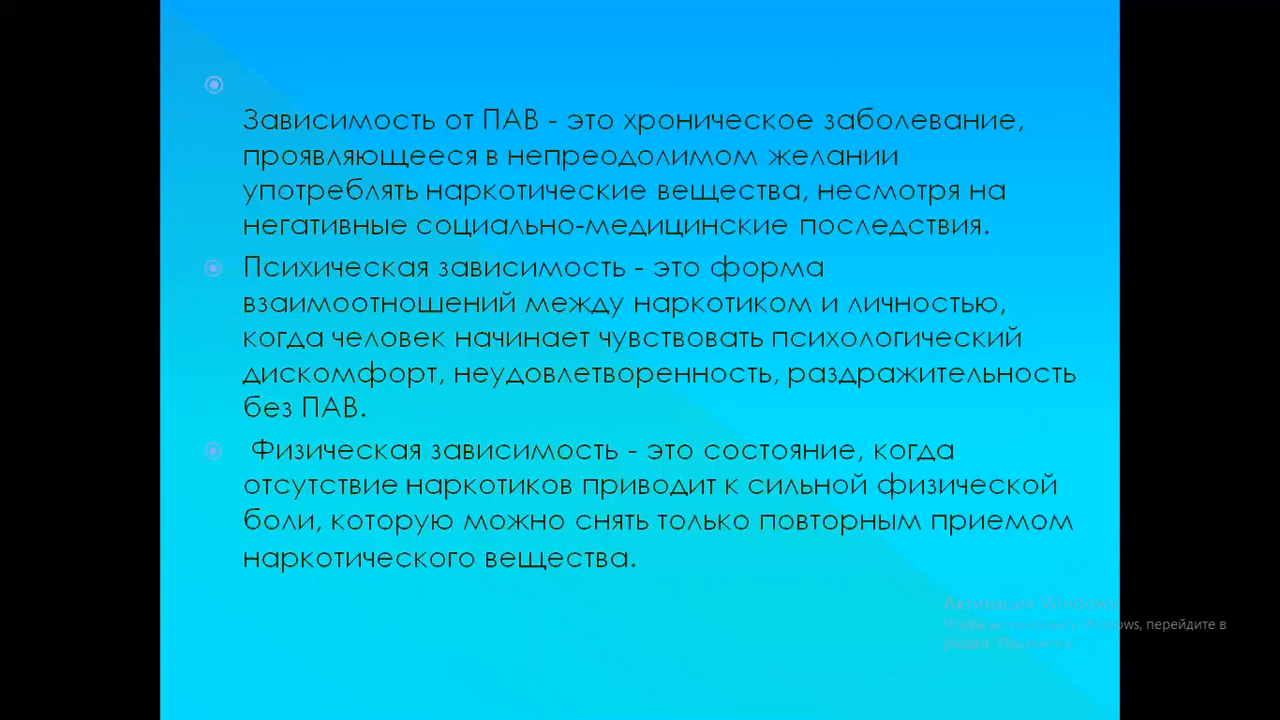 Зависимость от ПАВ - это хроническое заболевание,
проявляющееся в непреодолимом желании
употреблять наркотические вещества, несмотря на
негативные социально-медицинские последствия.
Психическая зависимость - это форма
взаимоотношений между наркотиком и личностью,
когда человек начинает чувствовать психологический
дискомфорт, неудовлетворенность, раздражительность
без ПАВ.
Физическая зависимость - это состояние, когда
отсутствие наркотиков приводит к сильной физической
боли, которую можно снять только повторным приемом
наркотического вещества.
Активация Windows
Чтобы Windows, перейдите в
раздел "Параметры".